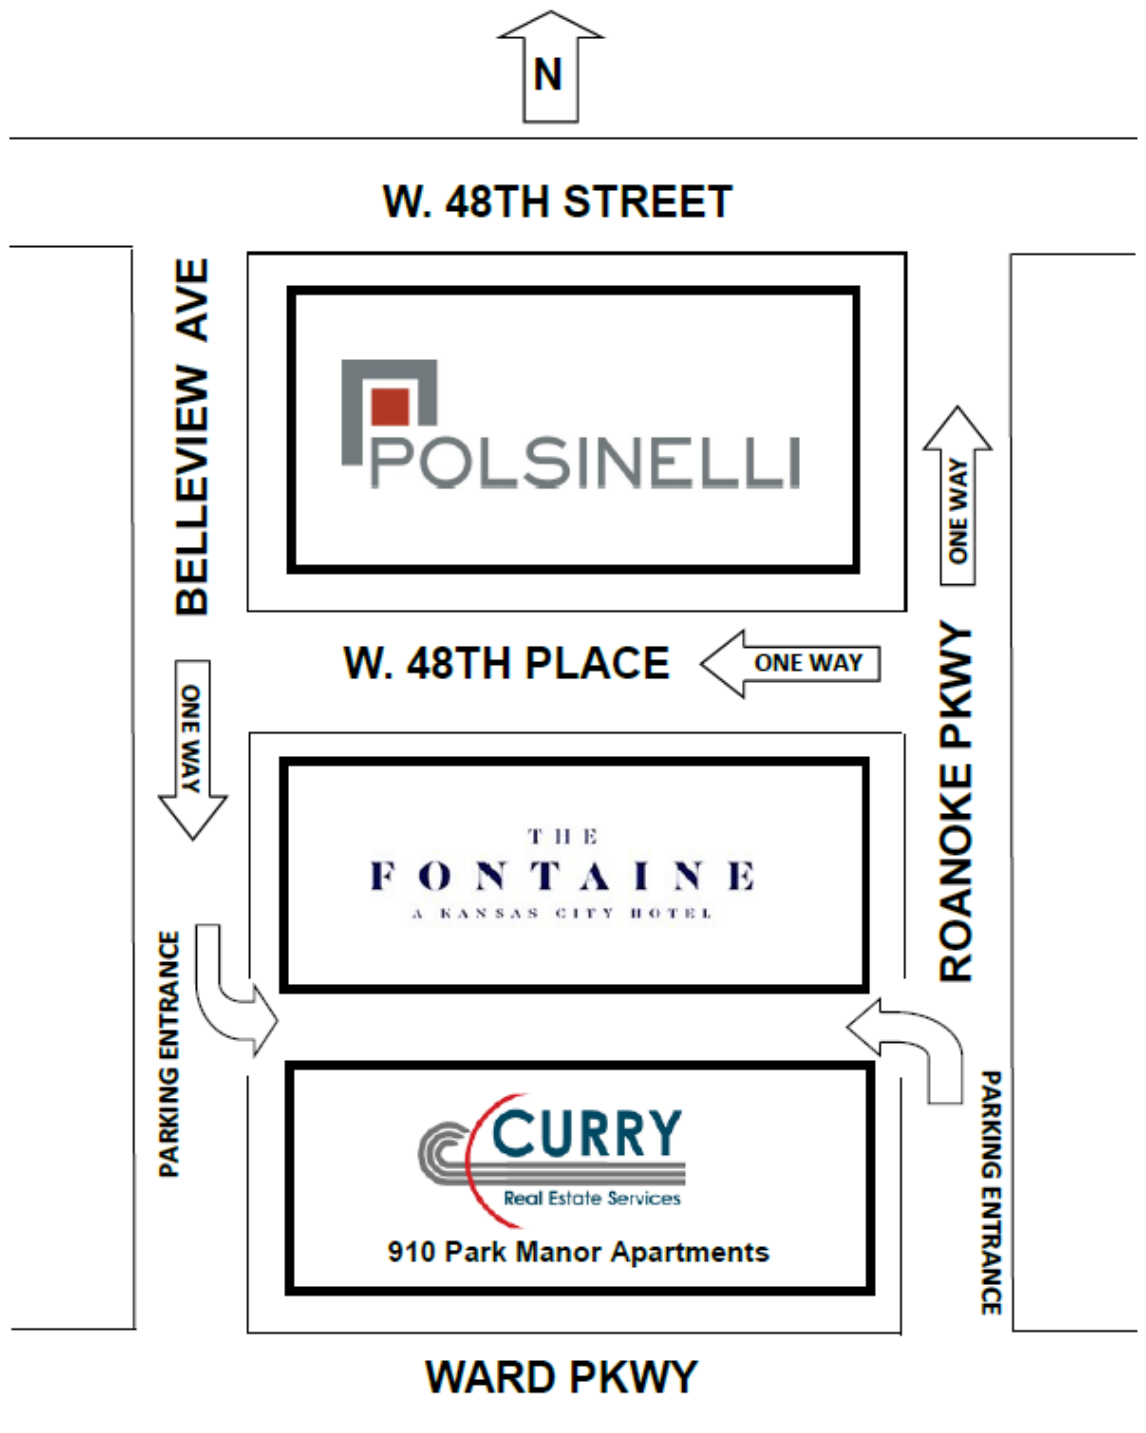 N
W. 48TH STREET
BELLEVIEW AVE
POLSINELLI
ONE WAY
W. 48TH PLACE
ONE WAY
ONE WAY
ROANOKE PKWY
THE
FONTAINE
A KANSAS CITY HOTEL
PARKING ENTRANCE
PARKING ENTRANCE
CURRY
Real Estate Services
910 Park Manor Apartments
WARD PKWY